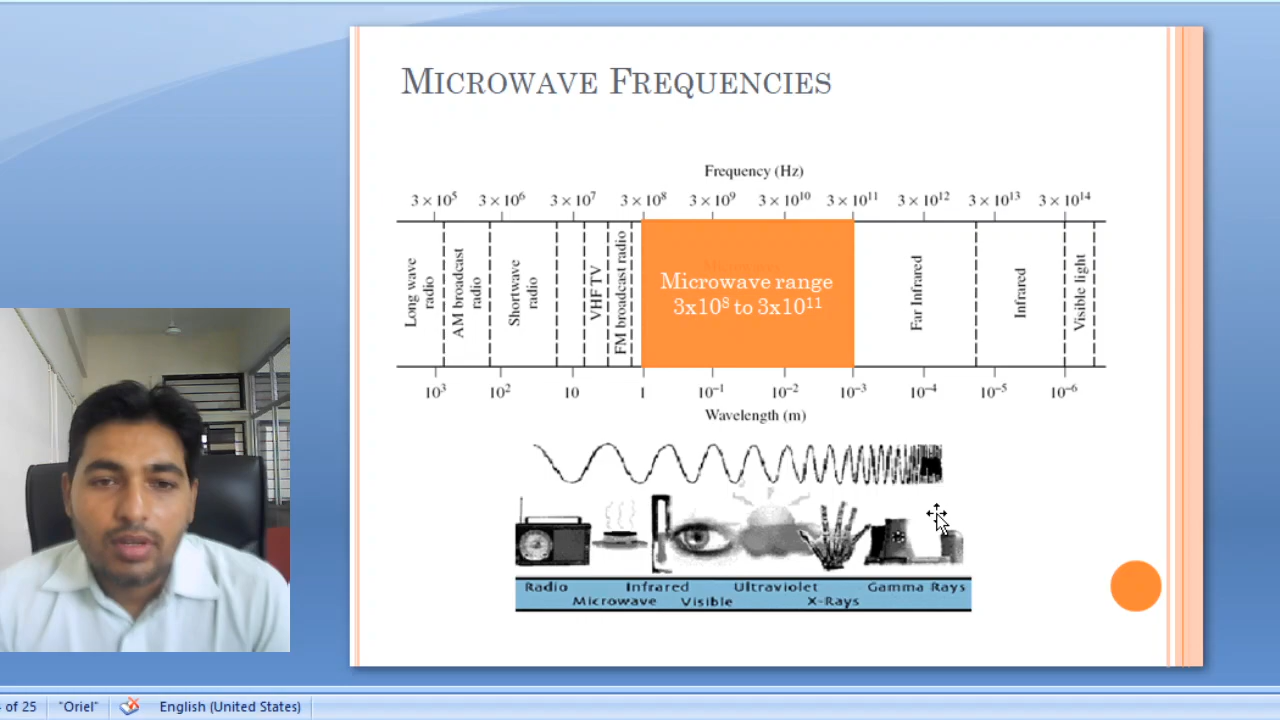 MICROWAVE FREQUENCIES
Frequency (Hz)
3 × 10⁵ 3 × 10⁶ 3 × 10⁷ 3 × 10⁸ 3 × 10⁹ 3 × 10¹⁰ 3 × 10¹¹ 3 × 10¹² 3 × 10¹³ 3 × 10¹⁴
Long wave
radio
AM broadcast
radio
Shortwave
radio
VHF TV
FM broadcast radio
Microwave range
3x10⁸ to 3x10¹¹
Far Infrared
Infrared
Visible light
10³ 10² 10 1 10⁻¹ 10⁻² 10⁻³ 10⁻⁴ 10⁻⁵ 10⁻⁶
Wavelength (m)
Radio Infrared Ultraviolet Gamma Rays
Microwave Visible X-Rays
of 25 "Oriel" English (United States)